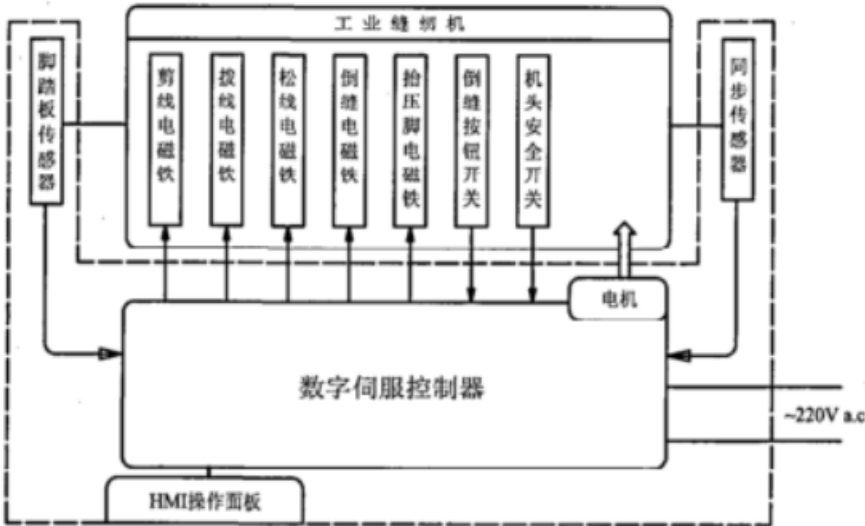 工业缝纫机
脚踏板传感器
剪线电磁铁
拨线电磁铁
松线电磁铁
倒缝电磁铁
抬压脚电磁铁
倒缝按钮开关
机头安全开关
同步传感器
电机
数字伺服控制器
~220V a.c
HMI操作面板